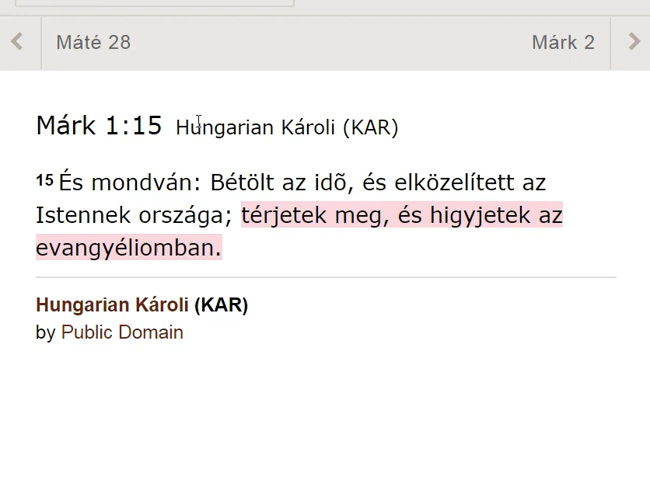 Máté 28
Márk 2
Márk 1:15 Hungarian Károli (KAR)
15 És mondván: Bétölt az idõ, és elközelített az
Istennek országa; térjetek meg, és higyjetek az
evangyéliomban.
Hungarian Károli (KAR)
by Public Domain